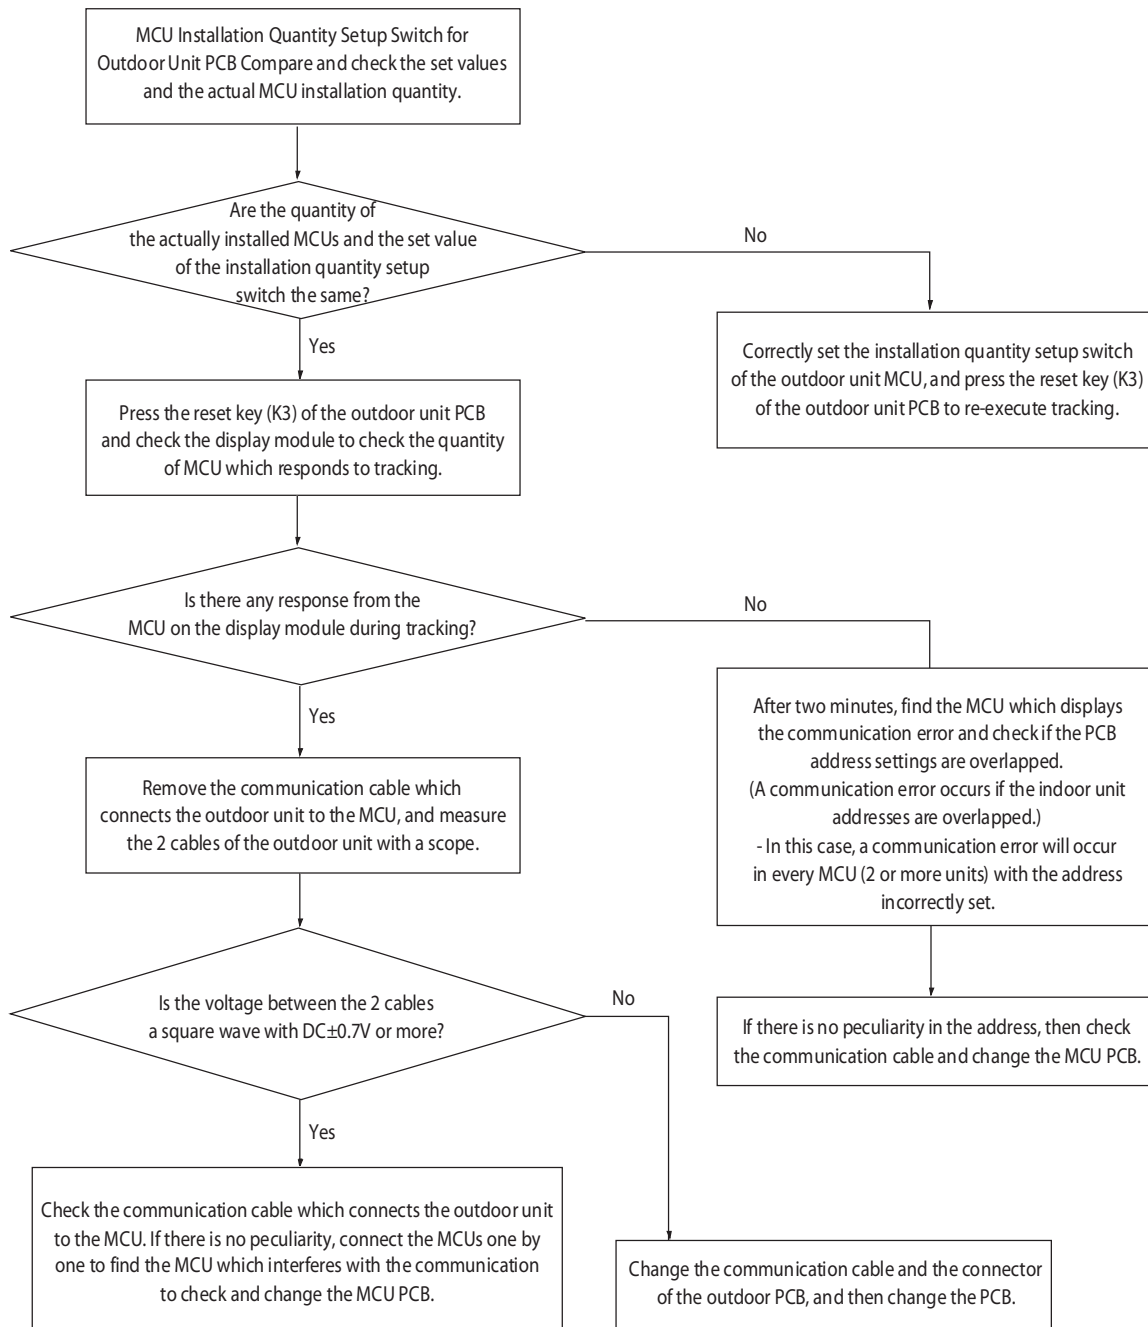 MCU Installation Quantity Setup Switch for
Outdoor Unit PCB Compare and check the set values
and the actual MCU installation quantity.
Are the quantity of
the actually installed MCUs and the set value
of the installation quantity setup
switch the same?
No
Yes
Correctly set the installation quantity setup switch
of the outdoor unit MCU, and press the reset key (K3)
of the outdoor unit PCB to re-execute tracking.
Press the reset key (K3) of the outdoor unit PCB
and check the display module to check the quantity
of MCU which responds to tracking.
Is there any response from the
MCU on the display module during tracking?
No
Yes
After two minutes, find the MCU which displays
the communication error and check if the PCB
address settings are overlapped.
(A communication error occurs if the indoor unit
addresses are overlapped.)
- In this case, a communication error will occur
in every MCU (2 or more units) with the address
incorrectly set.
Remove the communication cable which
connects the outdoor unit to the MCU, and measure
the 2 cables of the outdoor unit with a scope.
Is the voltage between the 2 cables
a square wave with DC±0.7V or more?
No
If there is no peculiarity in the address, then check
the communication cable and change the MCU PCB.
Yes
Check the communication cable which connects the outdoor unit
to the MCU. If there is no peculiarity, connect the MCUs one by
one to find the MCU which interferes with the communication
to check and change the MCU PCB.
Change the communication cable and the connector
of the outdoor PCB, and then change the PCB.